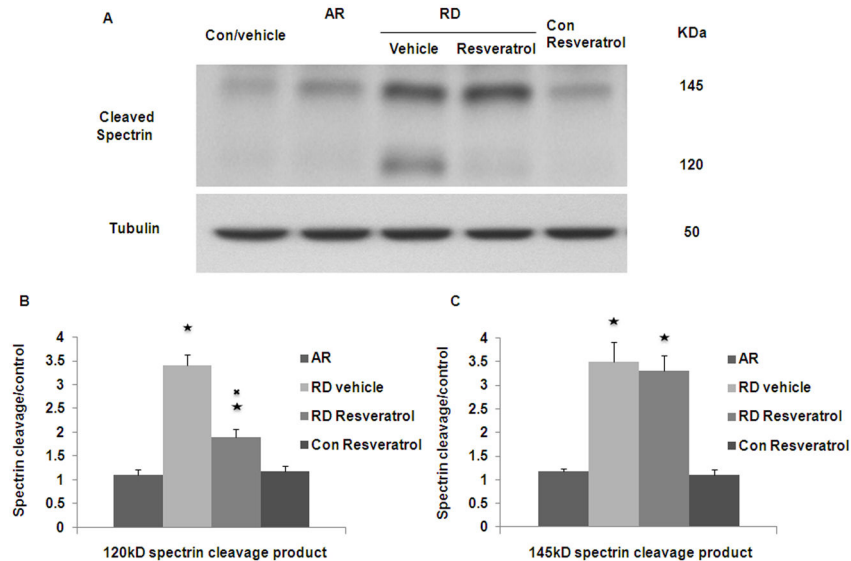 A
Con/vehicle
AR
RD
Vehicle
Resveratrol
Con
Resveratrol
KDa
Cleaved
Spectrin
145
120
Tubulin
50
B
Spectrin cleavage/control
4
3.5
3
2.5
2
1.5
1
0.5
0
★
✖
★
AR
RD vehicle
RD Resveratrol
Con Resveratrol
120kD spectrin cleavage product
C
Spectrin cleavage/control
4
3.5
3
2.5
2
1.5
1
0.5
0
★
★
AR
RD vehicle
RD Resveratrol
Con Resveratrol
145kD spectrin cleavage product